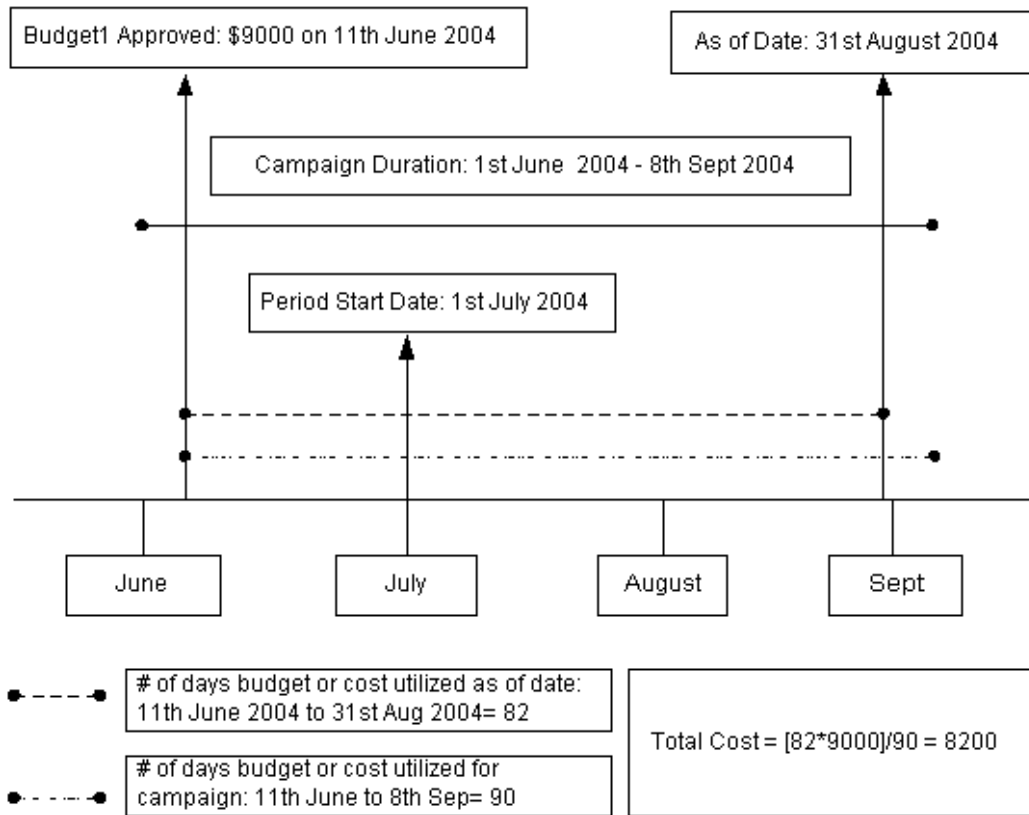 Budget1 Approved: $9000 on 11th June 2004
As of Date: 31st August 2004
Campaign Duration: 1st June 2004 - 8th Sept 2004
Period Start Date: 1st July 2004
June
July
August
Sept
# of days budget or cost utilized as of date:
11th June 2004 to 31st Aug 2004= 82
Total Cost = [82*9000]/90 = 8200
# of days budget or cost utilized for
campaign: 11th June to 8th Sep= 90